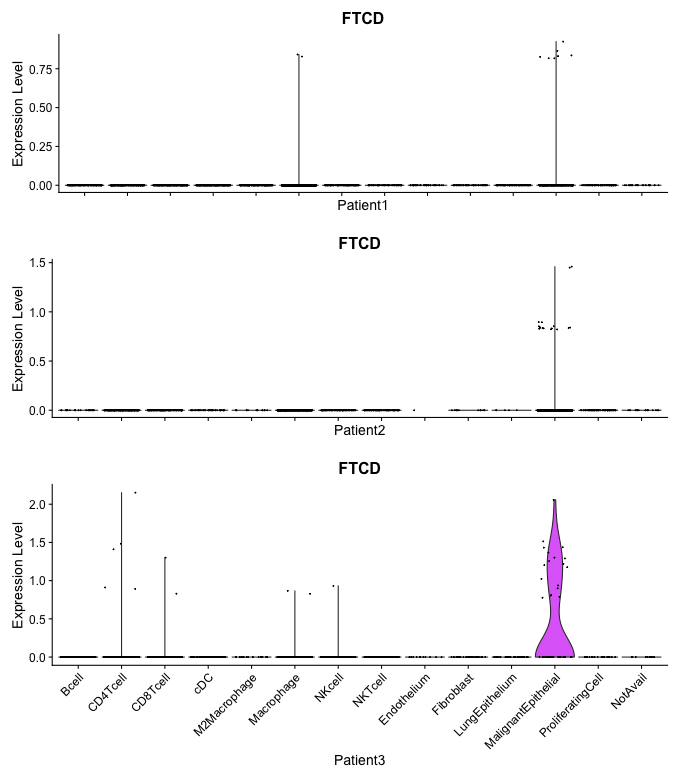 FTCD
Expression Level
0.75
0.50
0.25
0.00
Patient1
FTCD
Expression Level
1.5
1.0
0.5
0.0
Patient2
FTCD
Expression Level
2.0
1.5
1.0
0.5
0.0
Bcell
CD4Tcell
CD8Tcell
cDC
M2Macrophage
Macrophage
NKcell
NKTcell
Endothelium
Fibroblast
LungEpithelium
MalignantEpithelial
ProliferatingCell
NotAvail
Patient3